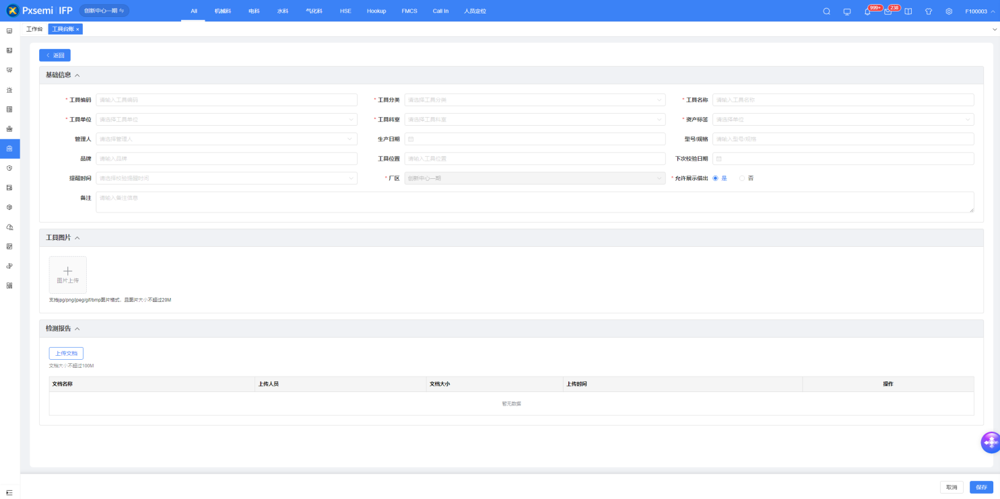 Pxsemi IFP 创新中心一期 All 机械科 电科 水科 气化科 HSE Hookup FMCS Call In 人员定位 999+ 238 F100003
工作台 工具台账 ×
返回
基础信息
* 工具编码 请输入工具编码 * 工具分类 请选择工具分类 * 工具名称 请输入工具名称
* 工具单位 请选择工具单位 * 工具科室 请选择工具科室 * 资产标签 请选择单位
管理人 请选择管理人 生产日期 型号/规格 请输入型号/规格
品牌 请输入品牌 工具位置 请输入工具位置 下次校验日期
提醒时间 请选择校验提醒时间 * 厂区 创新中心一期 * 允许展示借出 是 否
备注 请输入备注信息
工具图片
图片上传
支持jpg/png/jpeg/gif/bmp图片格式，且图片大小不超过20M
检测报告
上传文档
文档大小不超过100M
文档名称 上传人员 文档大小 上传时间 操作
暂无数据
取消 保存